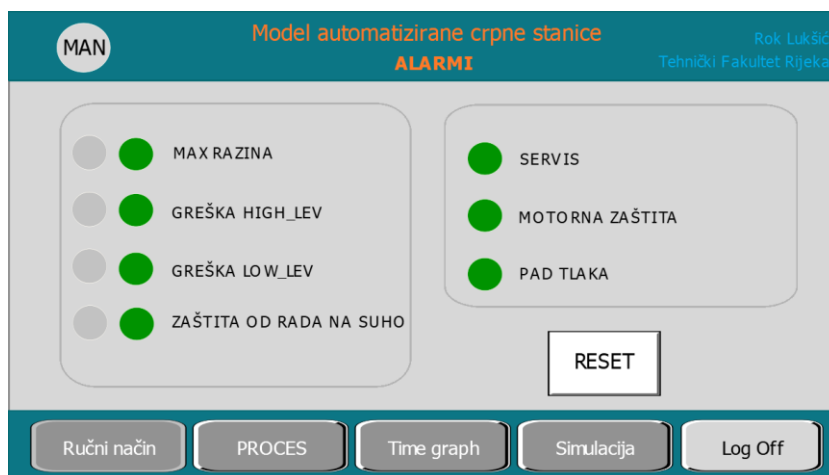 MAN
Model automatizirane crpne stanice
ALARMI
Rok Lukšić
Tehnički Fakultet Rijeka
MAX RAZINA
GREŠKA HIGH_LEV
GREŠKA LOW_LEV
ZAŠTITA OD RADA NA SUHO
SERVIS
MOTORNA ZAŠTITA
PAD TLAKA
RESET
Ručni način
PROCES
Time graph
Simulacija
Log Off